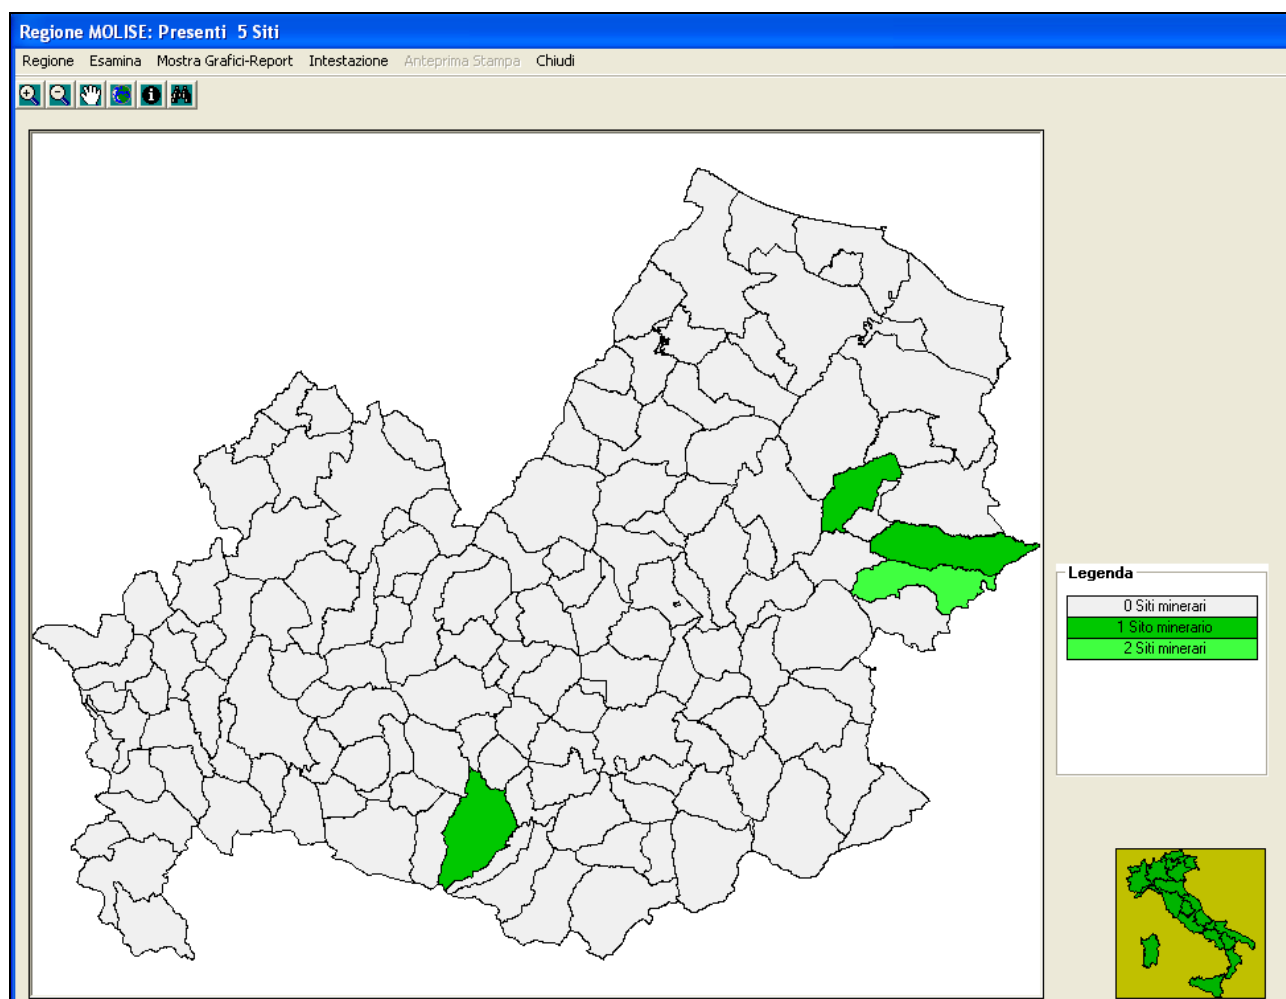 Regione MOLISE: Presenti 5 Siti
Regione Esamina Mostra Grafici-Report Intestazione Anteprima Stampa Chiudi
Legenda
0 Siti minerari
1 Sito minerario
2 Siti minerari